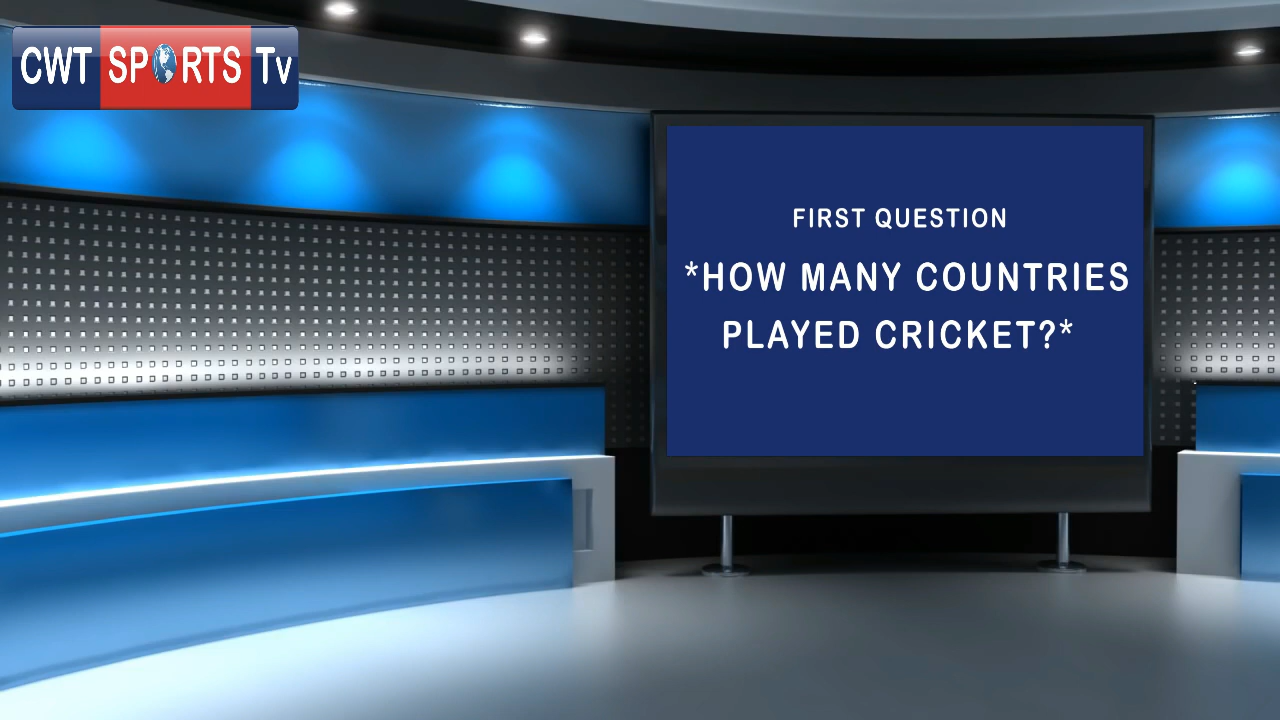 CWT SPORTS Tv
FIRST QUESTION
*HOW MANY COUNTRIES
PLAYED CRICKET?*